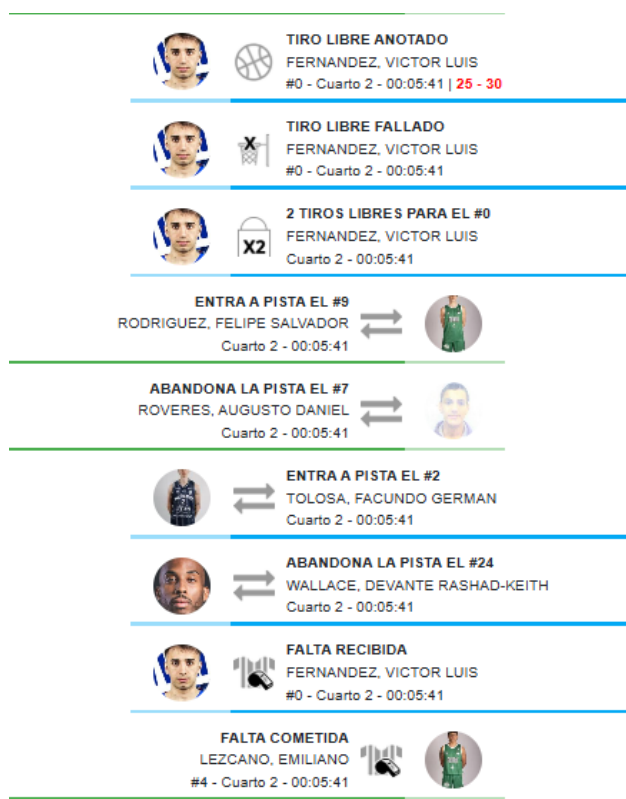 TIRO LIBRE ANOTADO
FERNANDEZ, VICTOR LUIS
#0 - Cuarto 2 - 00:05:41 | 25 - 30
TIRO LIBRE FALLADO
X
FERNANDEZ, VICTOR LUIS
#0 - Cuarto 2 - 00:05:41
2 TIROS LIBRES PARA EL #0
FERNANDEZ, VICTOR LUIS
X2
Cuarto 2 - 00:05:41
ENTRA A PISTA EL #9
RODRIGUEZ, FELIPE SALVADOR
Cuarto 2 - 00:05:41
ABANDONA LA PISTA EL #7
ROVERES, AUGUSTO DANIEL
Cuarto 2 - 00:05:41
ENTRA A PISTA EL #2
TOLOSA, FACUNDO GERMAN
Cuarto 2 - 00:05:41
ABANDONA LA PISTA EL #24
WALLACE, DEVANTE RASHAD-KEITH
Cuarto 2 - 00:05:41
FALTA RECIBIDA
FERNANDEZ, VICTOR LUIS
#0 - Cuarto 2 - 00:05:41
FALTA COMETIDA
LEZCANO, EMILIANO
#4 - Cuarto 2 - 00:05:41